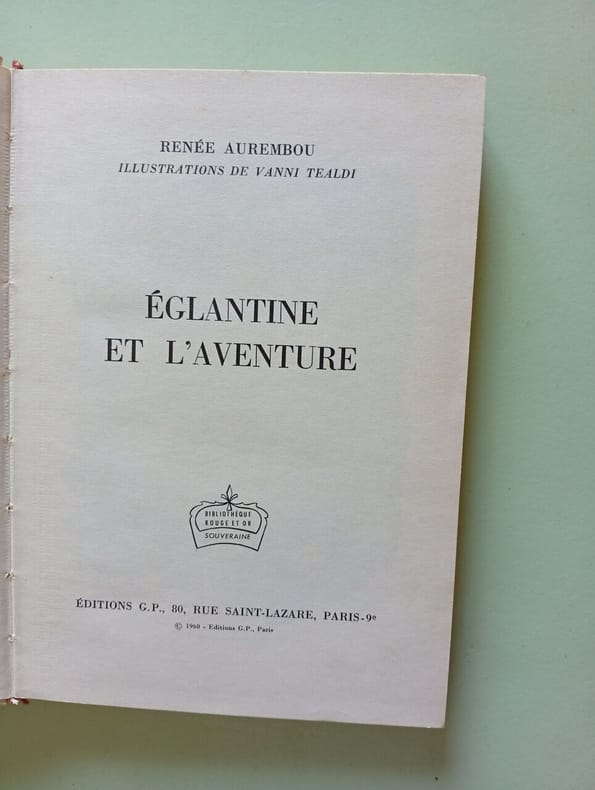 RENÉE AUREMBOU
ILLUSTRATIONS DE VANNI TEALDI
ÉGLANTINE
ET L'AVENTURE
BIBLIOTHÈQUE
ROUGE ET OR
SOUVERAINE
ÉDITIONS G.P., 80, RUE SAINT-LAZARE, PARIS-9e
© 1960 - Editions G.P., Paris